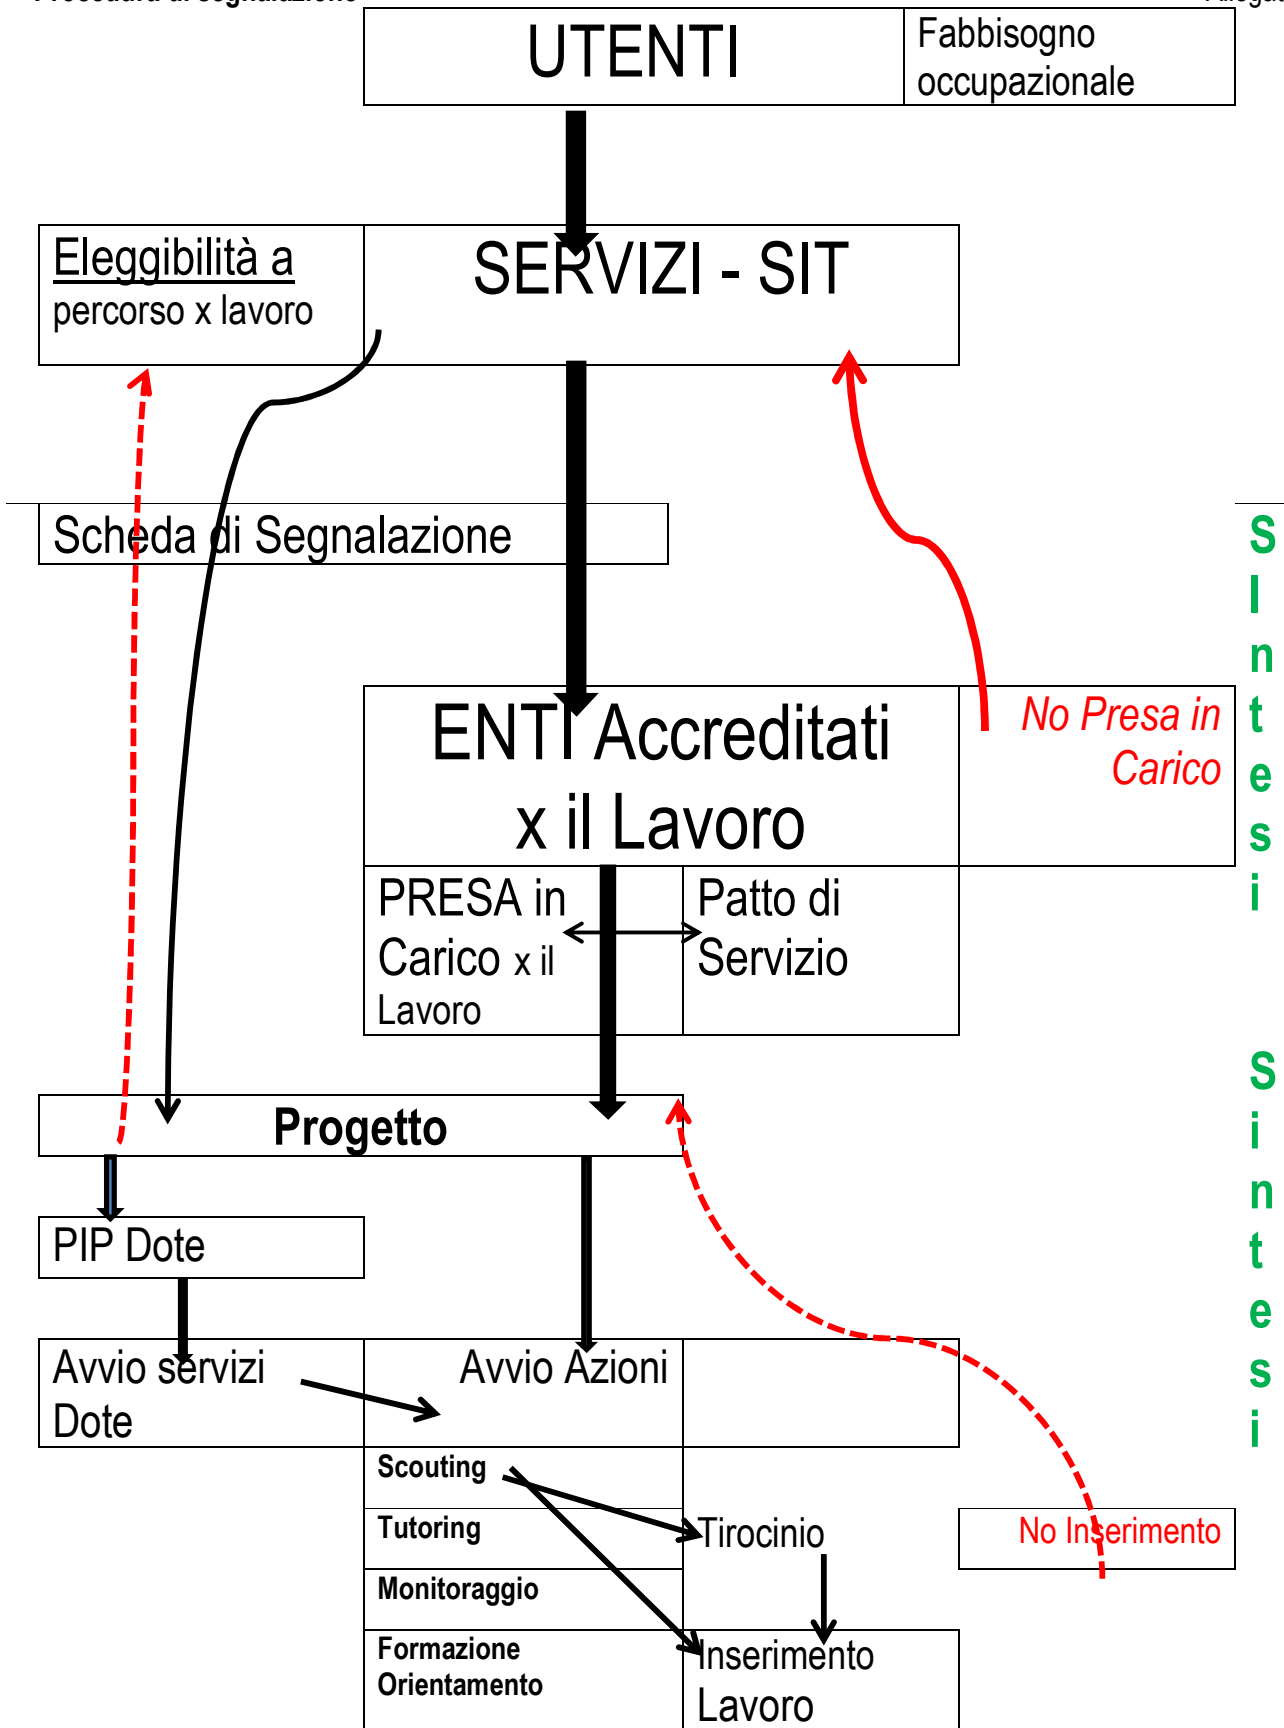 UTENTI
Fabbisogno
occupazionale
Eleggibilità a
percorso x lavoro
SERVIZI - SIT
Scheda di Segnalazione
ENTI Accreditati
x il Lavoro
No Presa in
Carico
PRESA in
Carico x il
Lavoro
Patto di
Servizio
S
I
n
t
e
s
i
Progetto
PIP Dote
Avvio servizi
Dote
Avvio Azioni
Scouting
Tutoring
Tirocinio
No Inserimento
Monitoraggio
Formazione
Orientamento
Inserimento
Lavoro
S
i
n
t
e
s
i